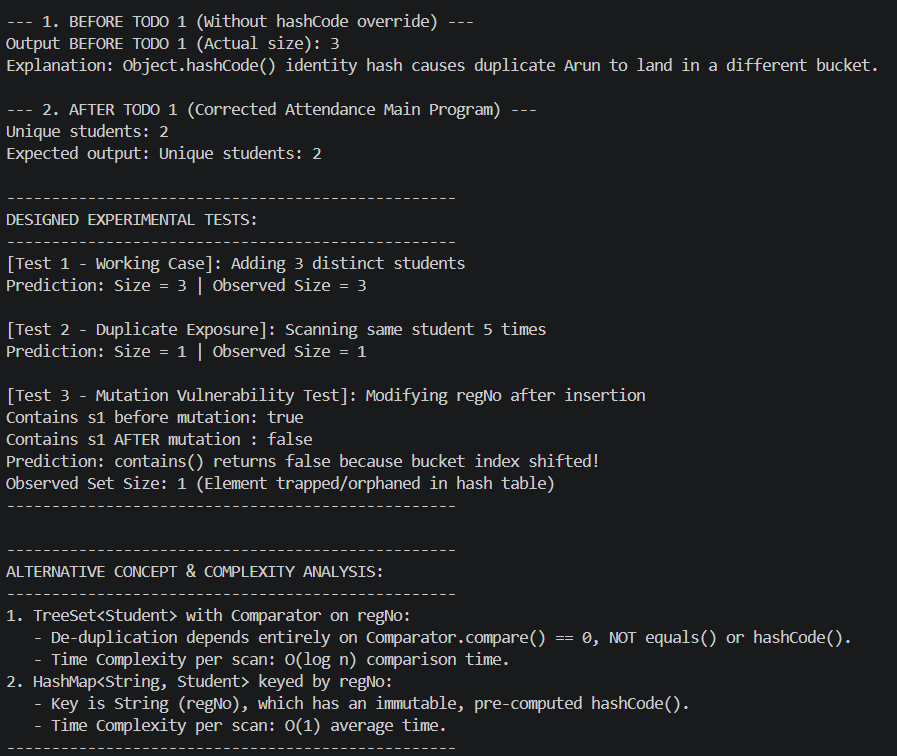 --- 1. BEFORE TODO 1 (Without hashCode override) ---
Output BEFORE TODO 1 (Actual size): 3
Explanation: Object.hashCode() identity hash causes duplicate Arun to land in a different bucket.

--- 2. AFTER TODO 1 (Corrected Attendance Main Program) ---
Unique students: 2
Expected output: Unique students: 2

--------------------------------------------------
DESIGNED EXPERIMENTAL TESTS:
--------------------------------------------------
[Test 1 - Working Case]: Adding 3 distinct students
Prediction: Size = 3 | Observed Size = 3

[Test 2 - Duplicate Exposure]: Scanning same student 5 times
Prediction: Size = 1 | Observed Size = 1

[Test 3 - Mutation Vulnerability Test]: Modifying regNo after insertion
Contains s1 before mutation: true
Contains s1 AFTER mutation : false
Prediction: contains() returns false because bucket index shifted!
Observed Set Size: 1 (Element trapped/orphaned in hash table)
--------------------------------------------------

--------------------------------------------------
ALTERNATIVE CONCEPT & COMPLEXITY ANALYSIS:
--------------------------------------------------
1. TreeSet<Student> with Comparator on regNo:
   - De-duplication depends entirely on Comparator.compare() == 0, NOT equals() or hashCode().
   - Time Complexity per scan: O(log n) comparison time.
2. HashMap<String, Student> keyed by regNo:
   - Key is String (regNo), which has an immutable, pre-computed hashCode().
   - Time Complexity per scan: O(1) average time.
--------------------------------------------------